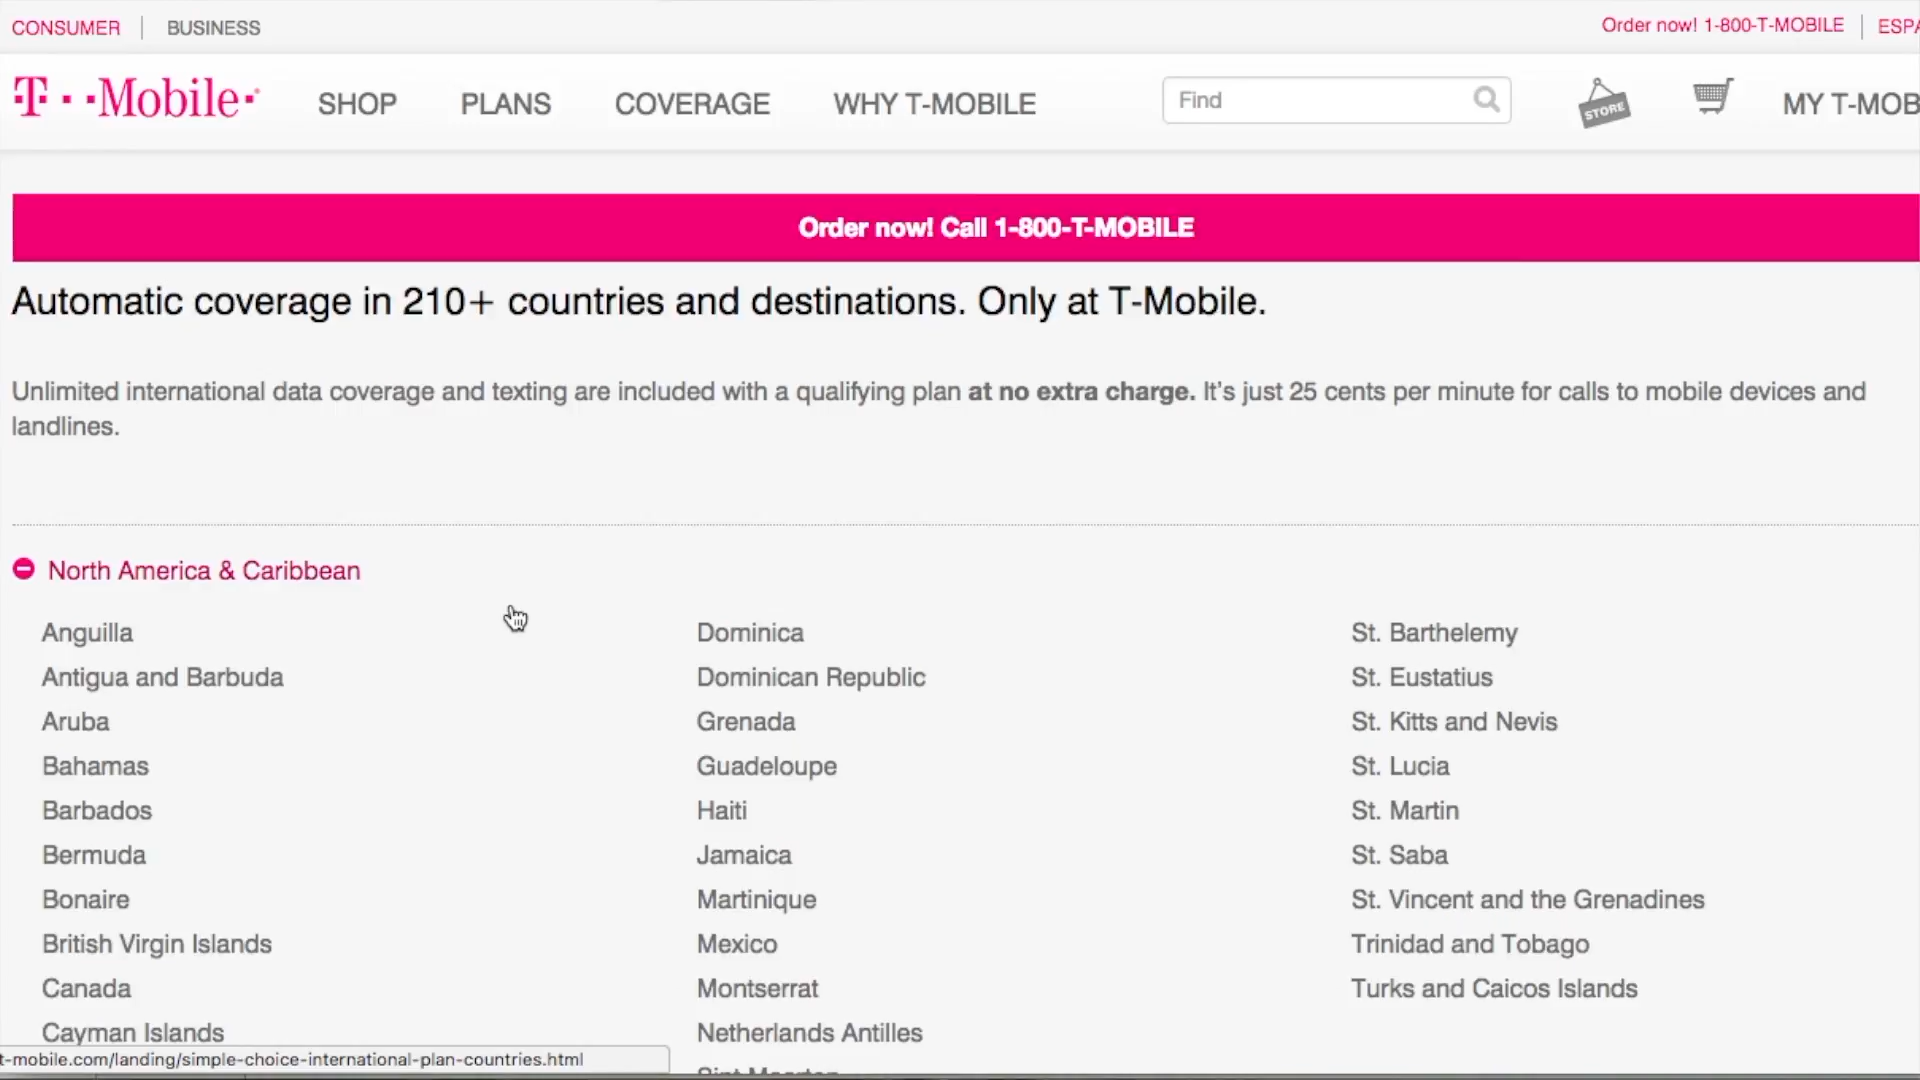 CONSUMER BUSINESS Order now! 1-800-T-MOBILE ESPA
T··Mobile· SHOP PLANS COVERAGE WHY T-MOBILE Find STORE MY T-MOB
Order now! Call 1-800-T-MOBILE
Automatic coverage in 210+ countries and destinations. Only at T-Mobile.
Unlimited international data coverage and texting are included with a qualifying plan at no extra charge. It's just 25 cents per minute for calls to mobile devices and
landlines.
North America & Caribbean
Anguilla
Antigua and Barbuda
Aruba
Bahamas
Barbados
Bermuda
Bonaire
British Virgin Islands
Canada
Cayman Islands
Dominica
Dominican Republic
Grenada
Guadeloupe
Haiti
Jamaica
Martinique
Mexico
Montserrat
Netherlands Antilles
St. Barthelemy
St. Eustatius
St. Kitts and Nevis
St. Lucia
St. Martin
St. Saba
St. Vincent and the Grenadines
Trinidad and Tobago
Turks and Caicos Islands
t-mobile.com/landing/simple-choice-international-plan-countries.html